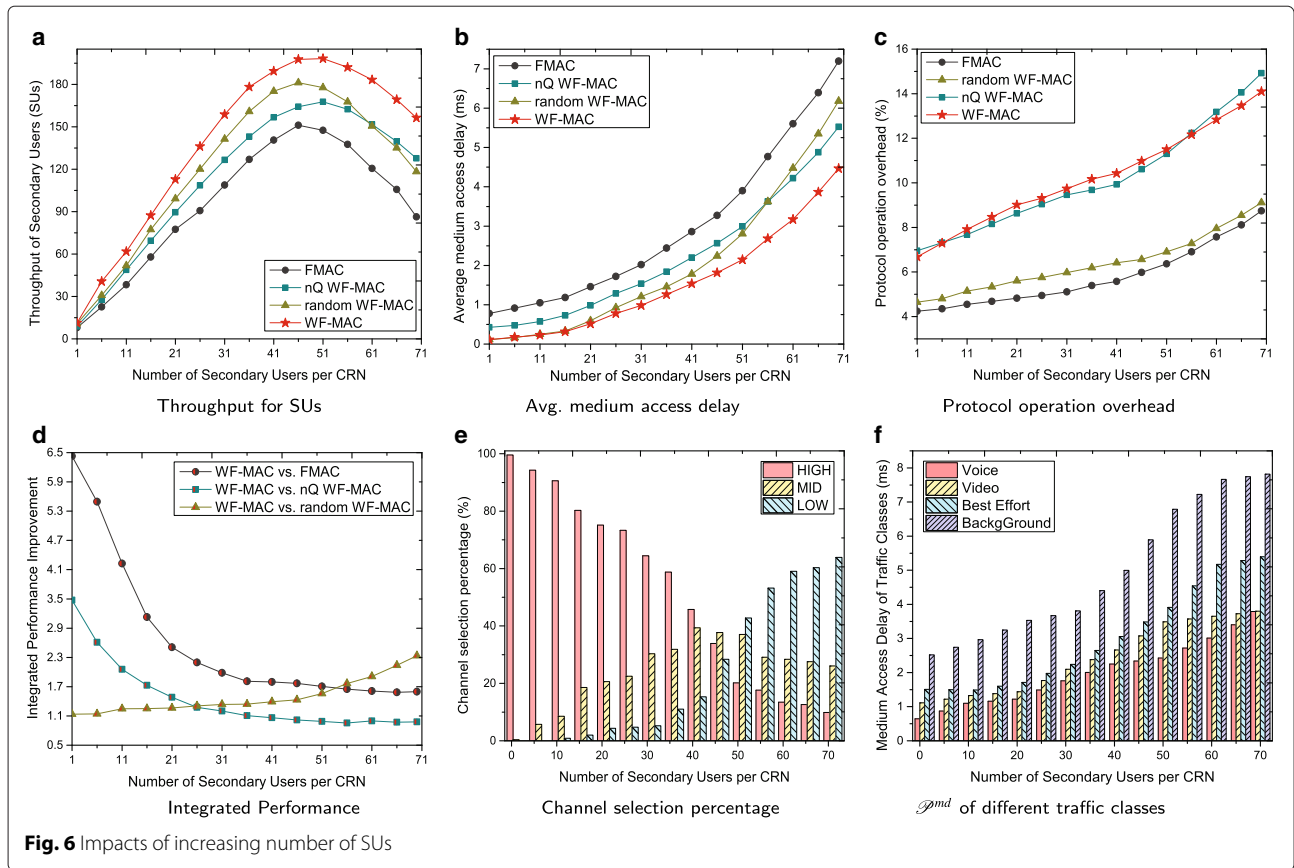 a
Throughput of Secondary Users (SUs)
180
150
120
90
60
30
0
FMAC
nQ WF-MAC
random WF-MAC
WF-MAC
1 11 21 31 41 51 61 71
Number of Secondary Users per CRN
Throughput for SUs
b
Average medium access delay (ms)
7
6
5
4
3
2
1
0
FMAC
nQ WF-MAC
random WF-MAC
WF-MAC
1 11 21 31 41 51 61 71
Number of Secondary Users per CRN
Avg. medium access delay
c
Protocol operation overhead (%)
16
14
12
10
8
6
4
FMAC
random WF-MAC
nQ WF-MAC
WF-MAC
1 11 21 31 41 51 61 71
Number of Secondary Users per CRN
Protocol operation overhead
d
Integrated Performance Improvement
6.5
5.9
5.3
4.7
4.1
3.5
2.9
2.3
1.7
1.1
0.5
WF-MAC vs. FMAC
WF-MAC vs. nQ WF-MAC
WF-MAC vs. random WF-MAC
1 11 21 31 41 51 61 71
Number of Secondary Users per CRN
Integrated Performance
e
Channel selection percentage (%)
100
80
60
40
20
0
HIGH
MID
LOW
0 10 20 30 40 50 60 70
Number of Secondary Users per CRN
Channel selection percentage
f
Medium Access Delay of Traffic Classes (ms)
8
7
6
5
4
3
2
1
0
Voice
Video
Best Effort
BackgGround
0 10 20 30 40 50 60 70
Number of Secondary Users per CRN
𝒫md of different traffic classes
Fig. 6 Impacts of increasing number of SUs